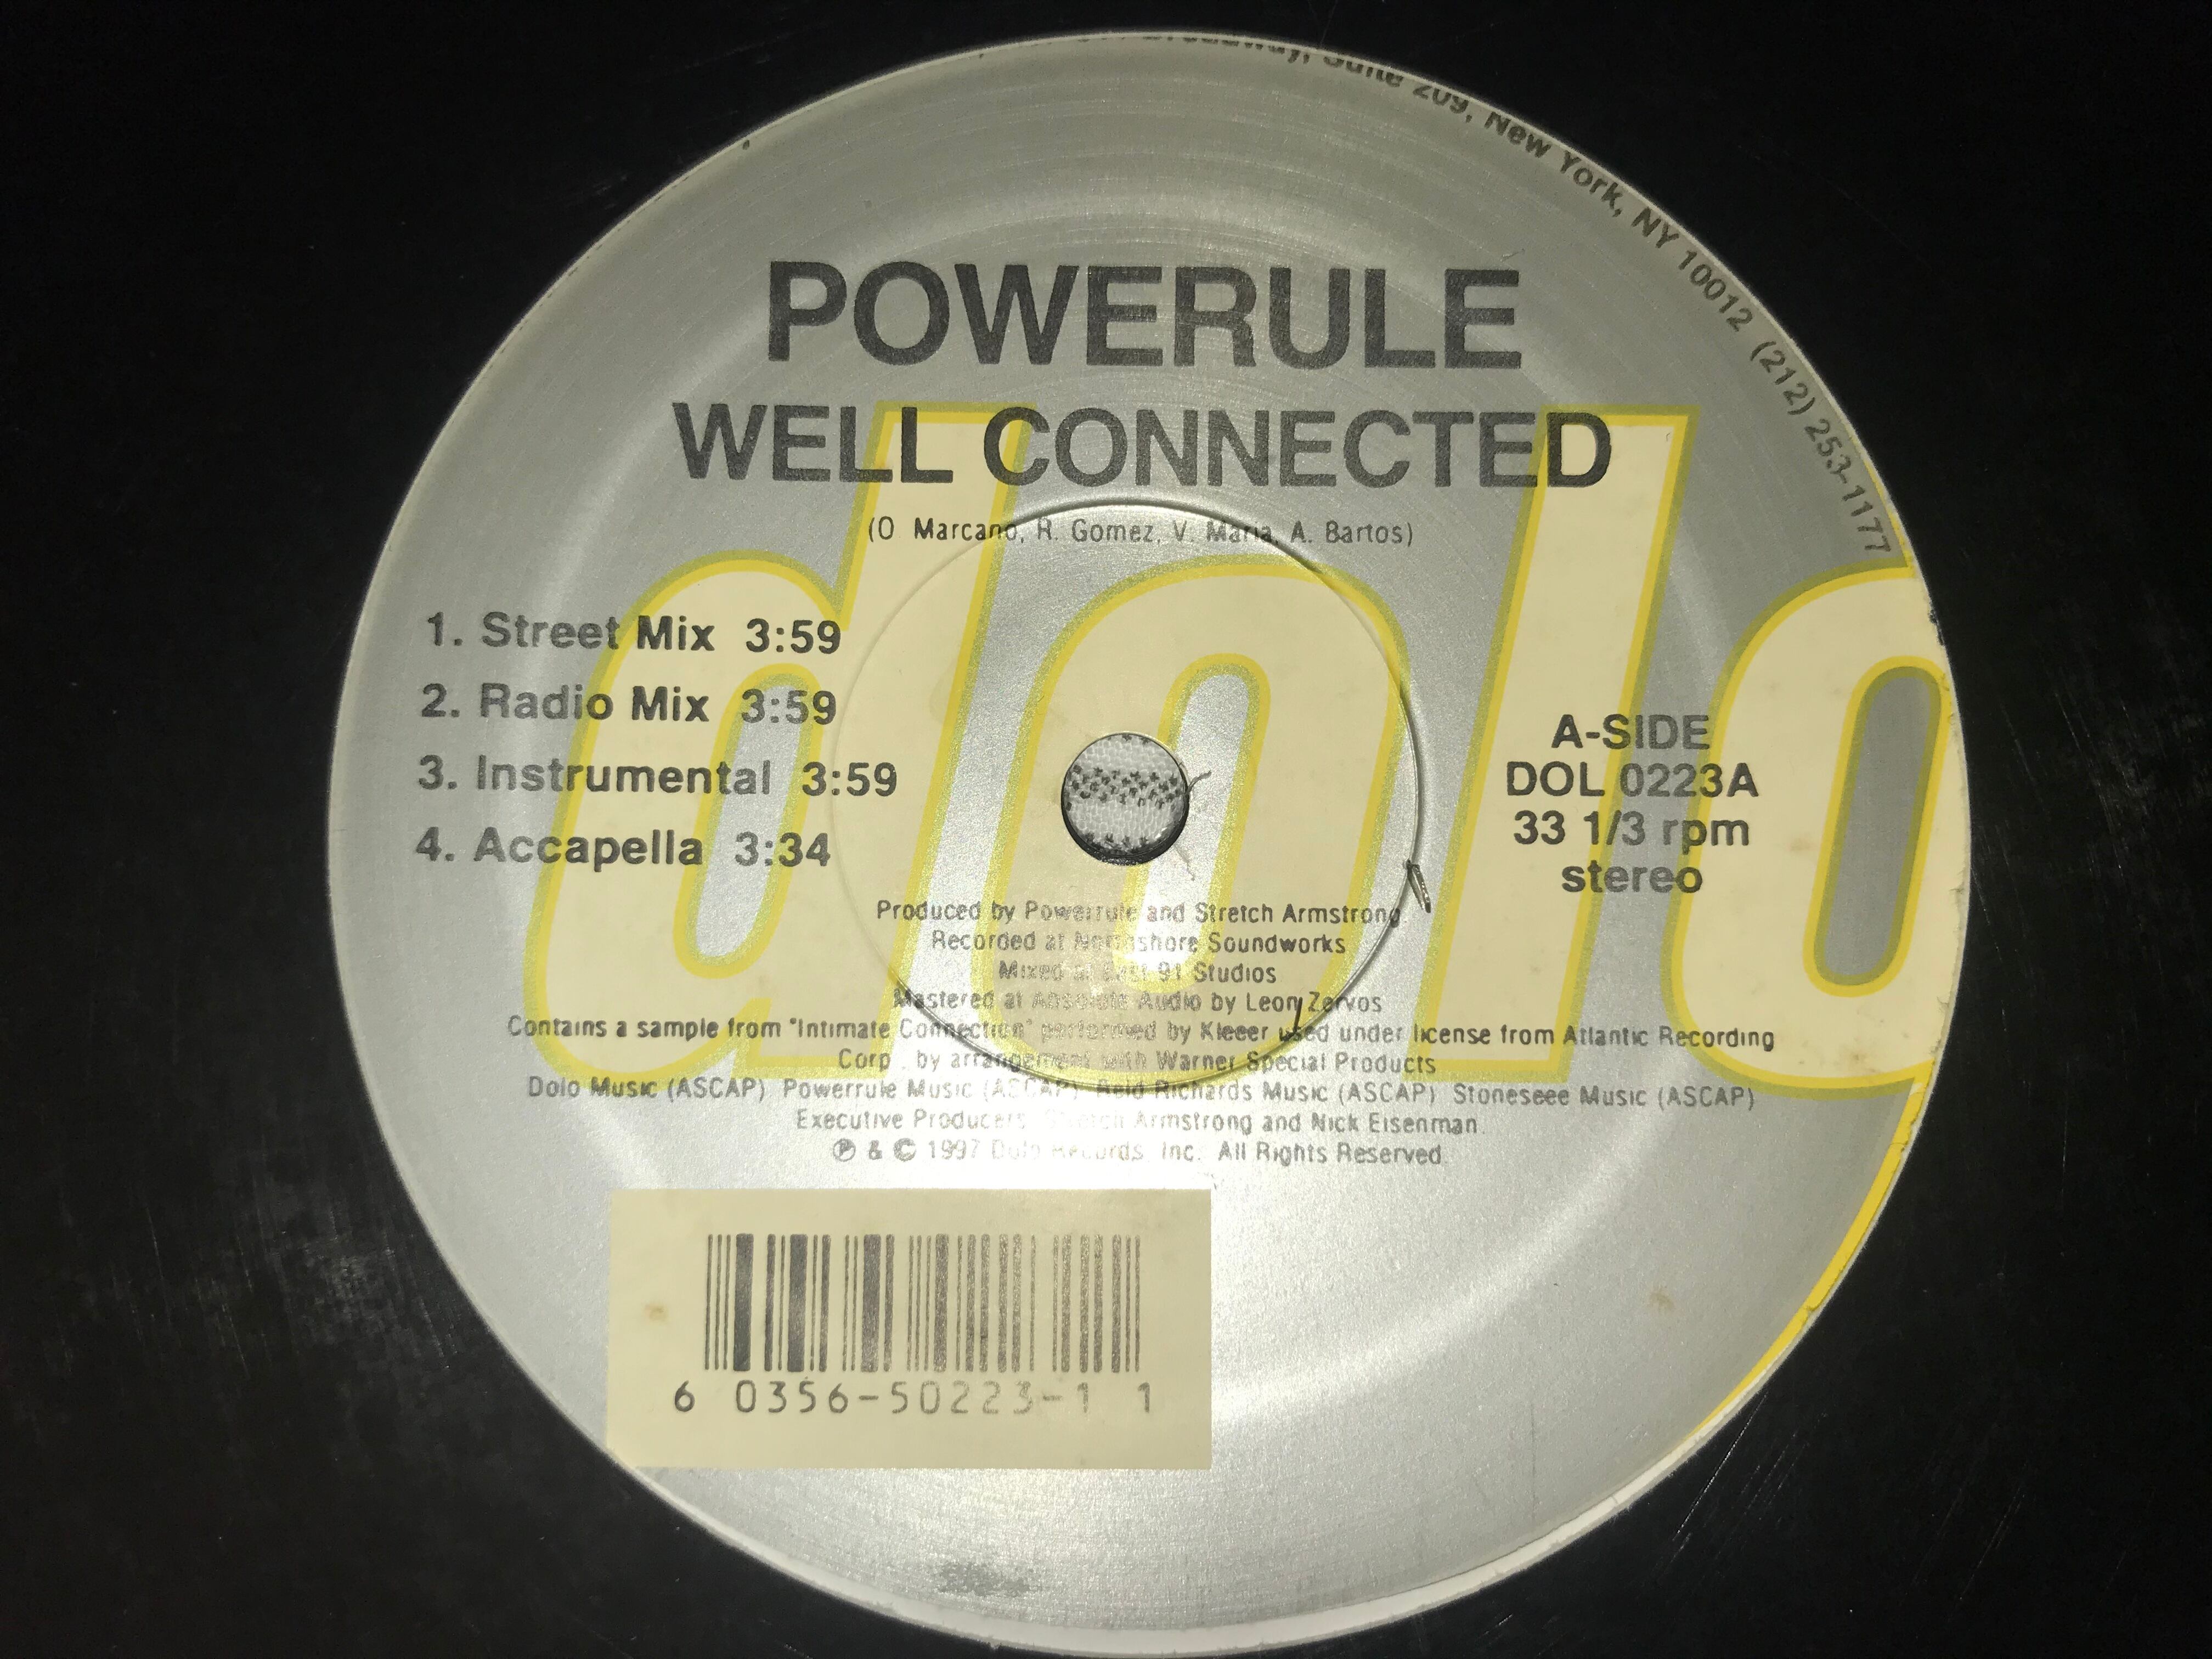 Broadway, Suite 209, New York, NY 10012 (212) 253-1177
POWERULE
WELL CONNECTED
(O. Marcano, R. Gomez, V. Maria, A. Bartos)
dolo
1. Street Mix 3:59
2. Radio Mix 3:59
3. Instrumental 3:59
4. Accapella 3:34
A-SIDE
DOL 0223A
33 1/3 rpm
stereo
Produced by Powerrule and Stretch Armstrong
Recorded at Northshore Soundworks
Mixed at East 91 Studios
Mastered at Absolute Audio by Leon Zervos
Contains a sample from "Intimate Connection" performed by Kleeer used under license from Atlantic Recording
Corp. by arrangement with Warner Special Products
Dolo Music (ASCAP) Powerrule Music (ASCAP) Reid Richards Music (ASCAP) Stoneseee Music (ASCAP)
Executive Producers: Stretch Armstrong and Nick Eisenman.
℗ & © 1997 Dolo Records, Inc. All Rights Reserved.
6 0356-50223-1 1